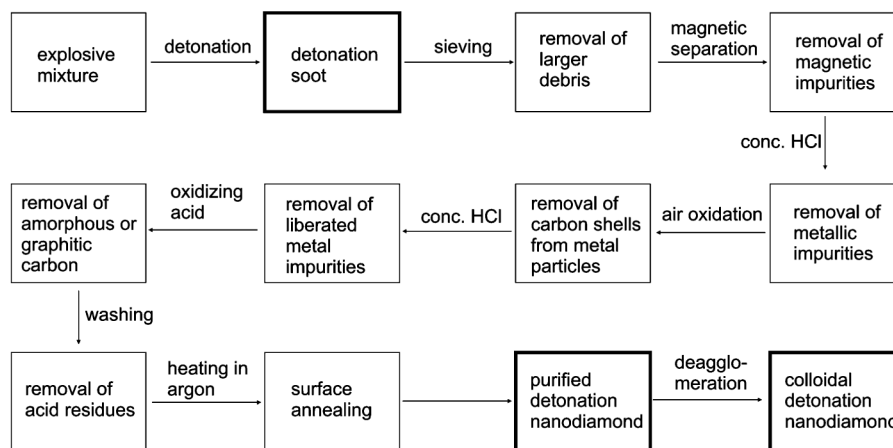 explosive
mixture
detonation
detonation
soot
sieving
removal of
larger
debris
magnetic
separation
removal of
magnetic
impurities
conc. HCl
removal of
metallic
impurities
air oxidation
removal of
carbon shells
from metal
particles
conc. HCl
removal of
liberated
metal
impurities
oxidizing
acid
removal of
amorphous or
graphitic
carbon
washing
removal of
acid residues
heating in
argon
surface
annealing
purified
detonation
nanodiamond
deagglo-
meration
colloidal
detonation
nanodiamond